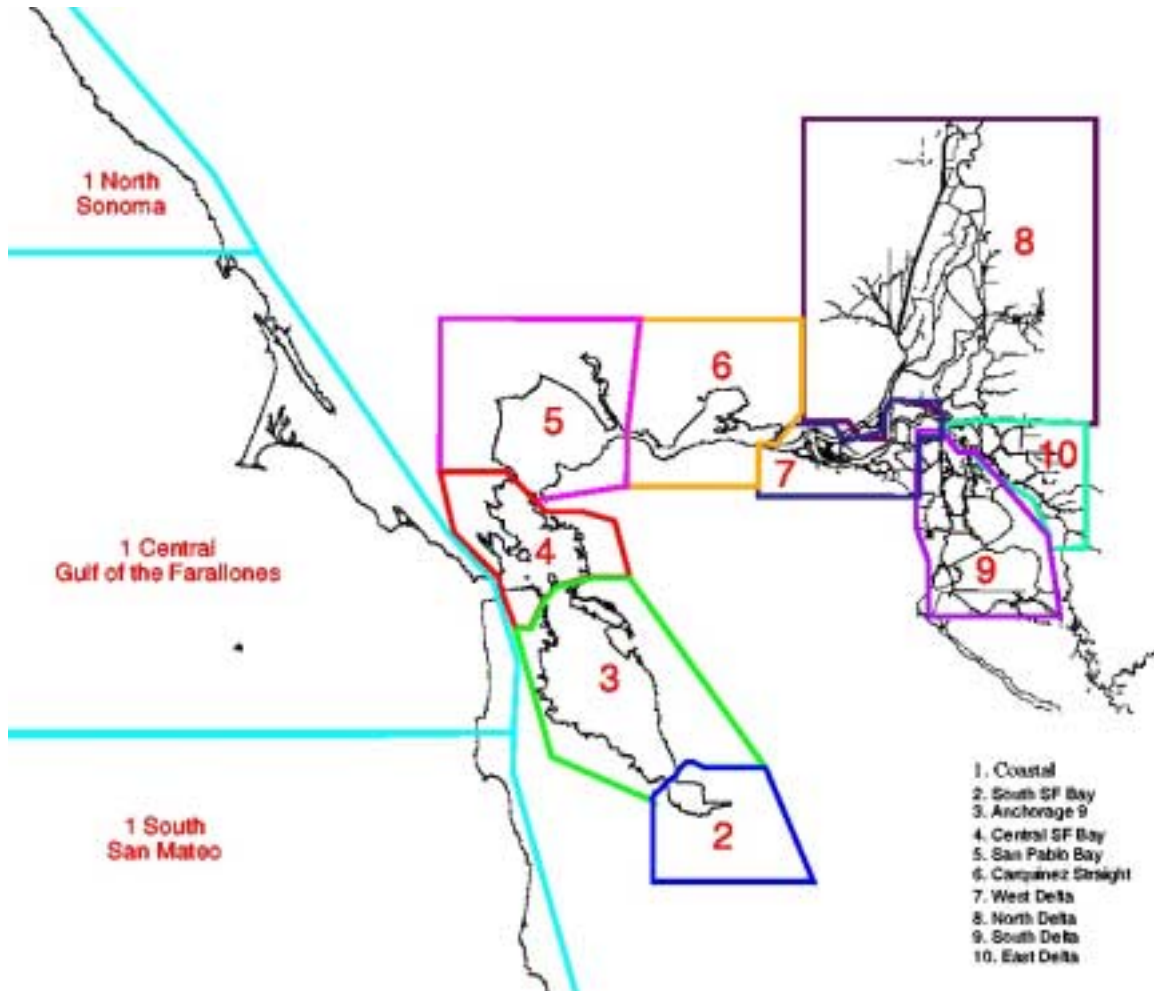 1 North
Sonoma
8
6
5
10
7
4
1 Central
Gulf of the Farallones
9
3
1 South
San Mateo
2
1. Coastal
2. South SF Bay
3. Anchorage 9
4. Central SF Bay
5. San Pablo Bay
6. Carquinez Straight
7. West Delta
8. North Delta
9. South Delta
10. East Delta